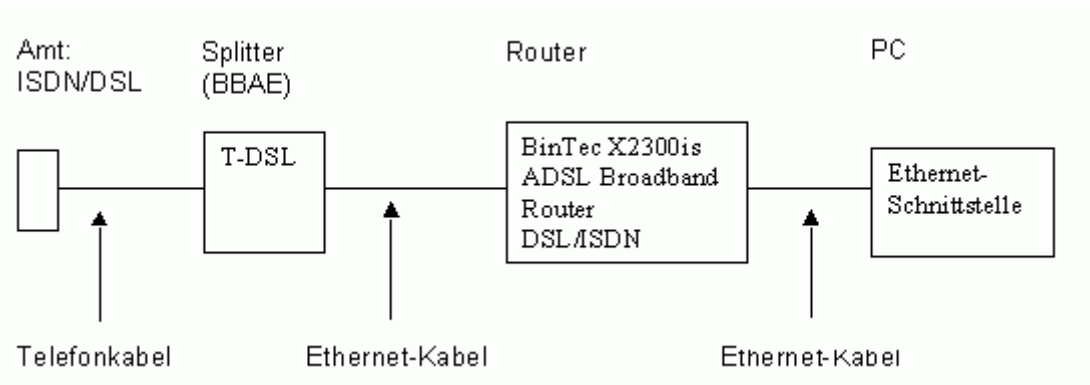 Amt:
ISDN/DSL
Splitter
(BBAE)
Router
PC
T-DSL
BinTec X2300is
ADSL Broadband
Router
DSL/ISDN
Ethernet-
Schnittstelle
Telefonkabel
Ethernet-Kabel
Ethernet-Kabel